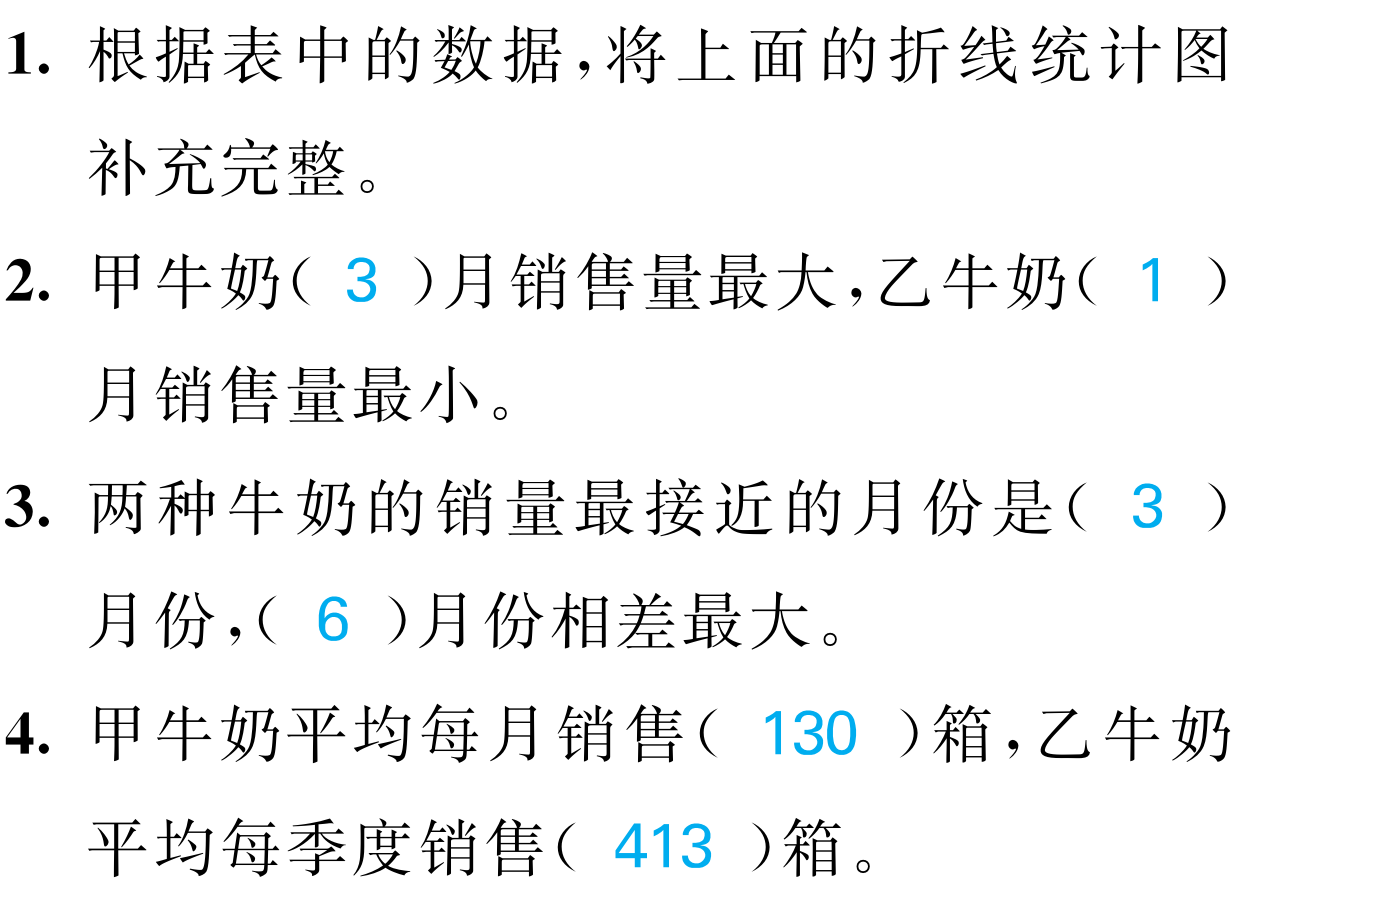 1. 根据表中的数据,将上面的折线统计图
补充完整。
2. 甲牛奶( 3 )月销售量最大,乙牛奶( 1 )
月销售量最小。
3. 两种牛奶的销量最接近的月份是( 3 )
月份,( 6 )月份相差最大。
4. 甲牛奶平均每月销售( 130 )箱,乙牛奶
平均每季度销售( 413 )箱。